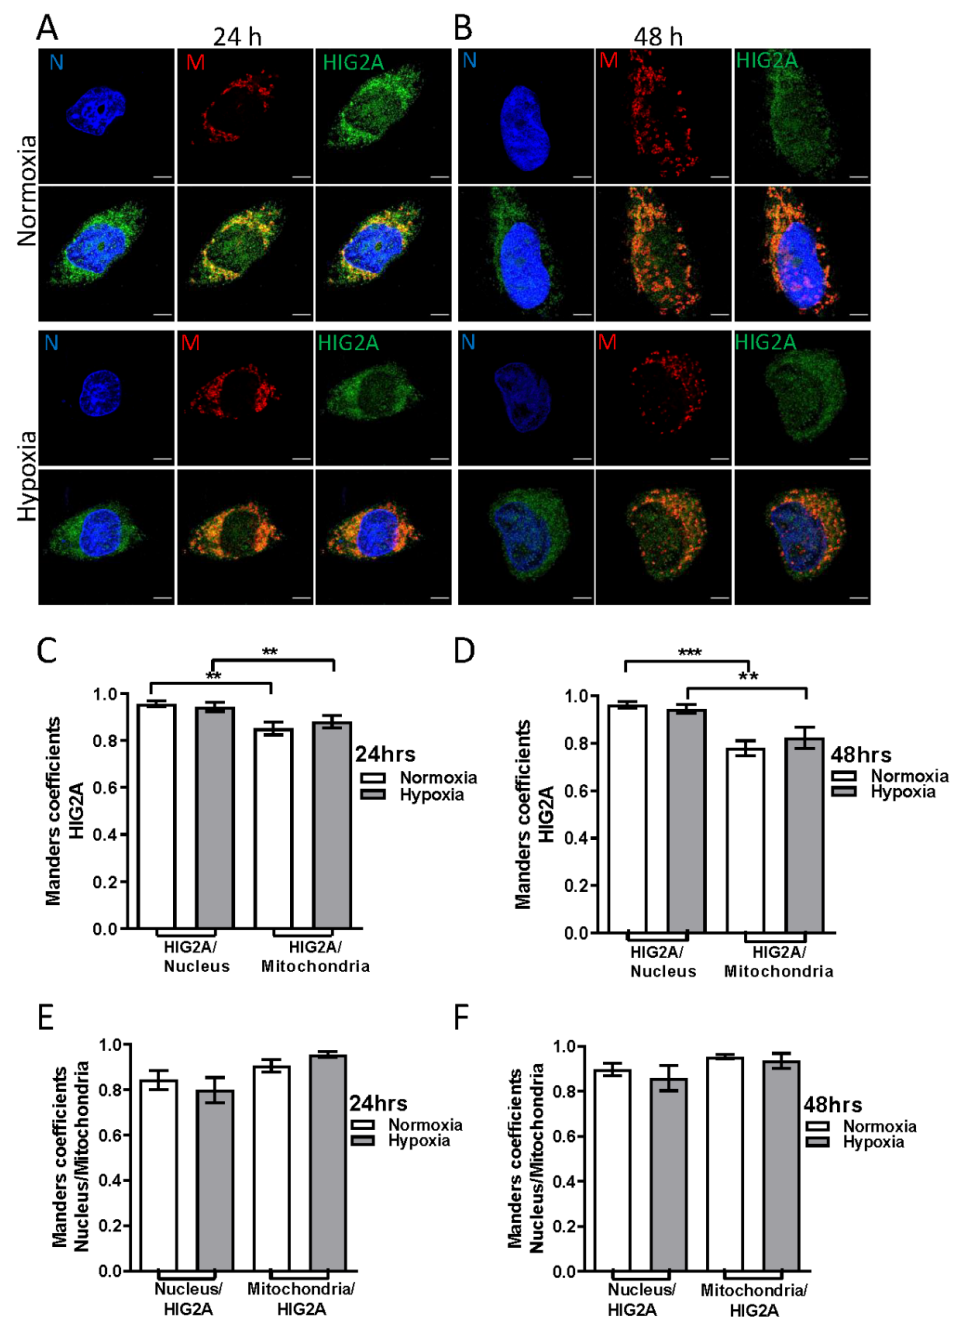 A
B
24 h
48 h
N
M
HIG2A
N
M
HIG2A
Normoxia
N
M
HIG2A
N
M
HIG2A
Hypoxia
C
**
**
Manders coefficients
HIG2A
1.0
0.8
0.6
0.4
0.2
0.0
HIG2A/
Nucleus
HIG2A/
Mitochondria
24hrs
Normoxia
Hypoxia
D
***
**
Manders coefficients
HIG2A
1.0
0.8
0.6
0.4
0.2
0.0
HIG2A/
Nucleus
HIG2A/
Mitochondria
48hrs
Normoxia
Hypoxia
E
Manders coefficients
Nucleus/Mitochondria
1.0
0.8
0.6
0.4
0.2
0.0
Nucleus/
HIG2A
Mitochondria/
HIG2A
24hrs
Normoxia
Hypoxia
F
Manders coefficients
Nucleus/Mitochondria
1.0
0.8
0.6
0.4
0.2
0.0
Nucleus/
HIG2A
Mitochondria/
HIG2A
48hrs
Normoxia
Hypoxia